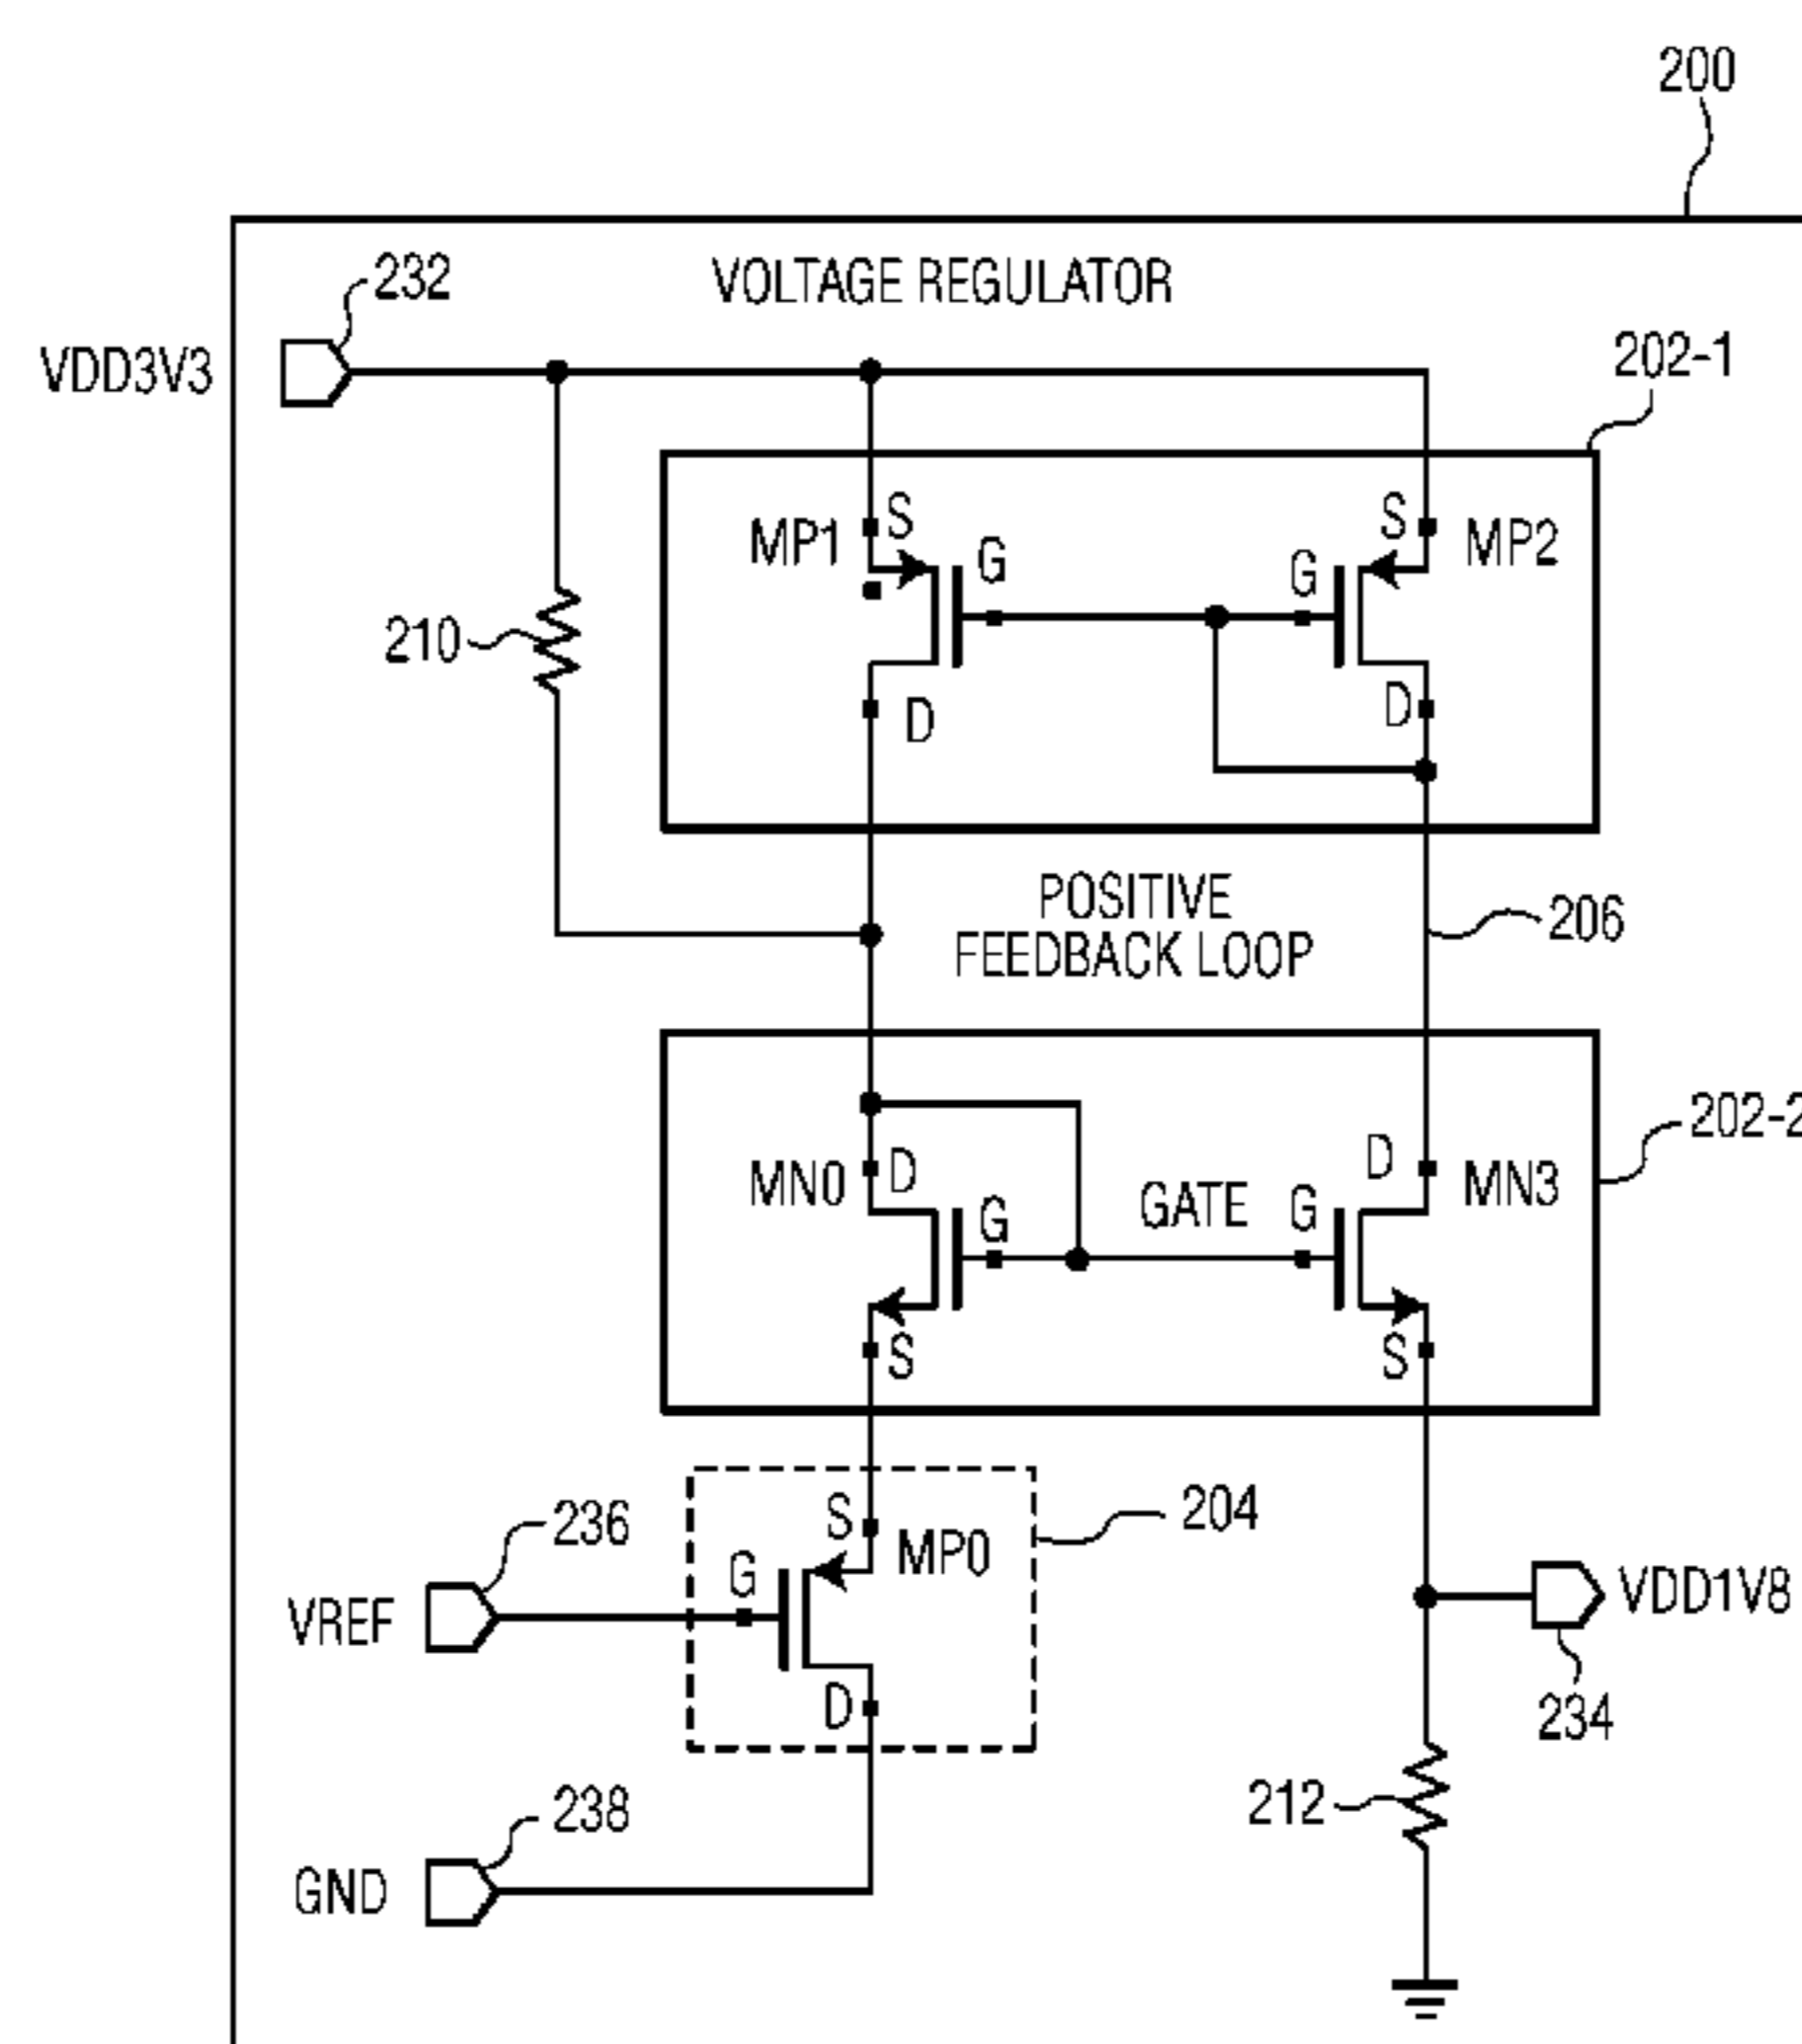 200
232
VOLTAGE REGULATOR
VDD3V3
202-1
S
S
MP1
G
G
MP2
210
D
D
POSITIVE
206
FEEDBACK LOOP
202-2
MN0
D
D
MN3
G
GATE
G
S
S
236
S
204
G
MP0
VREF
VDD1V8
D
234
238
212
GND